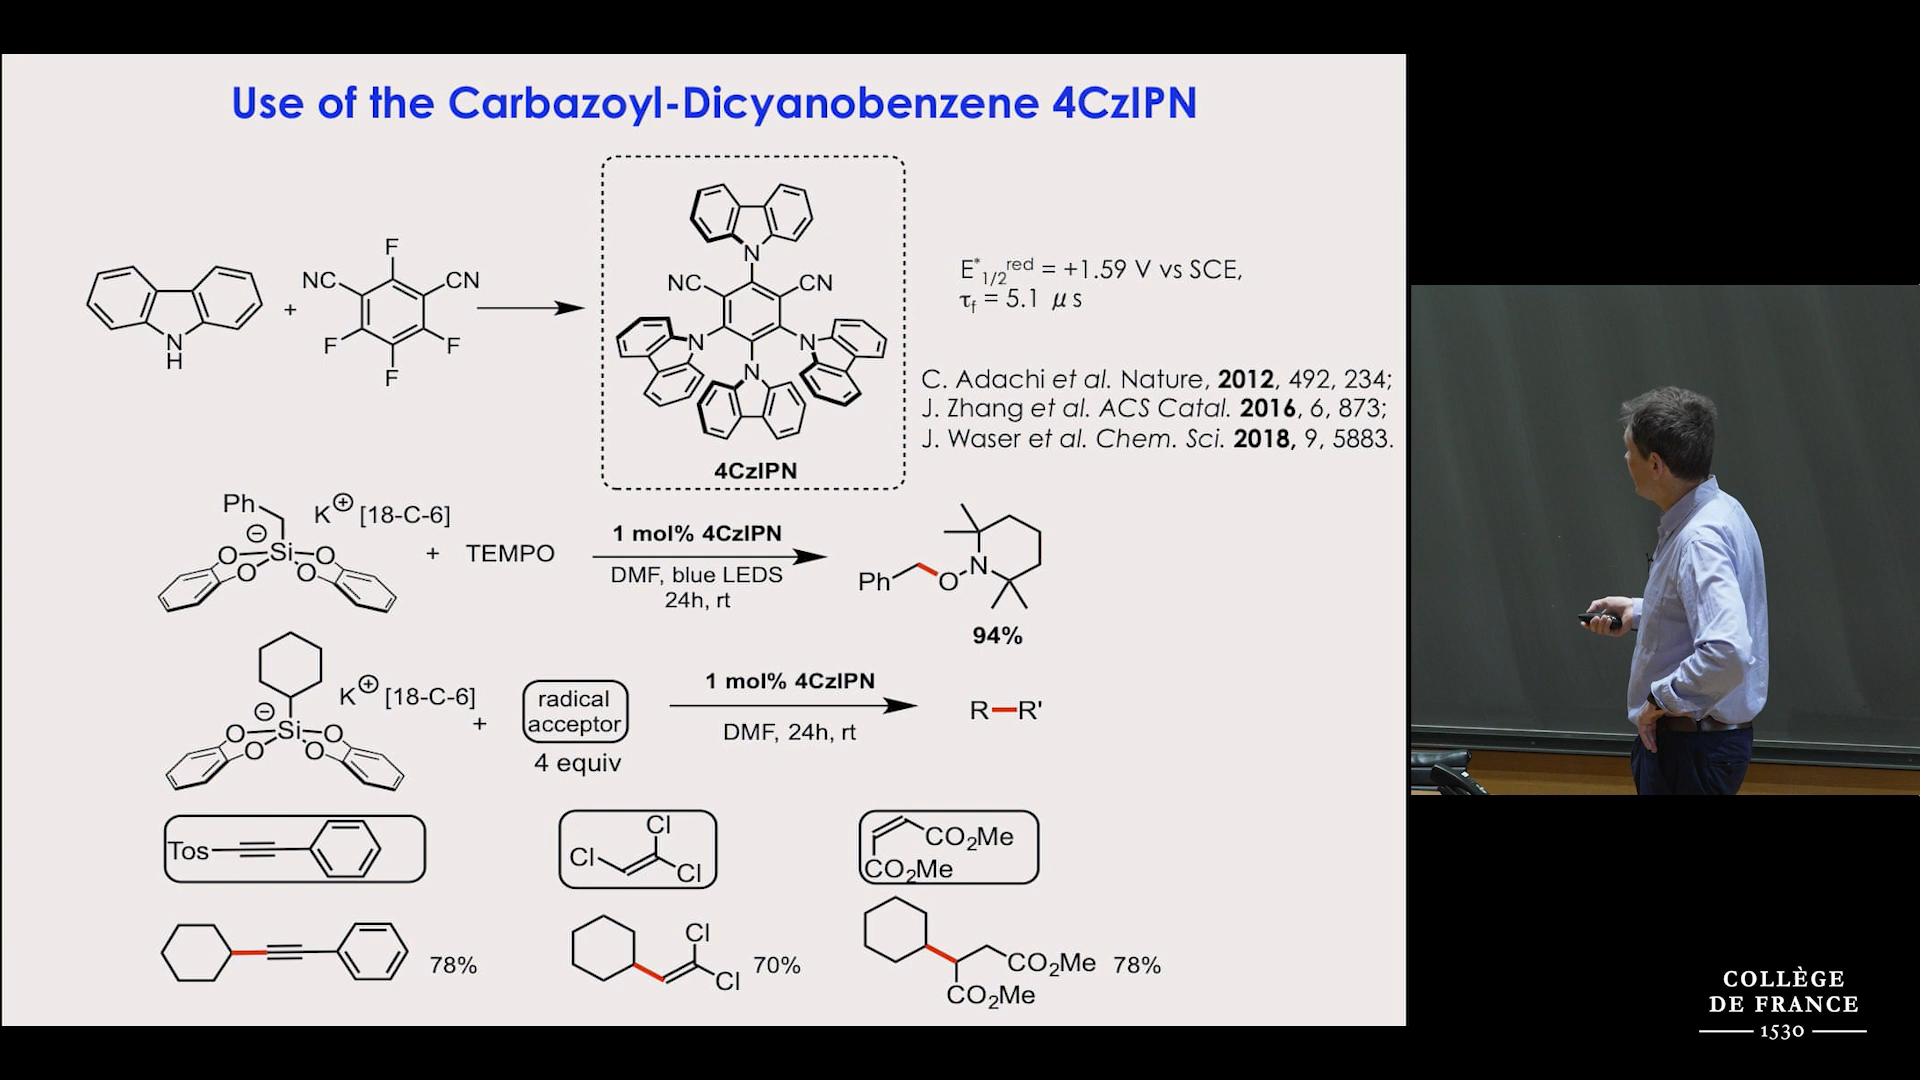 Use of the Carbazoyl-Dicyanobenzene 4CzIPN
N
H
+
NC
F
CN
F
F
F
N
NC
CN
N
N
N
4CzIPN
E*1/2red = +1.59 V vs SCE,
τf = 5.1 μs
C. Adachi et al. Nature, 2012, 492, 234;
J. Zhang et al. ACS Catal. 2016, 6, 873;
J. Waser et al. Chem. Sci. 2018, 9, 5883.
Ph
K⊕ [18-C-6]
⊖
O Si O
O O
+ TEMPO
1 mol% 4CzIPN
DMF, blue LEDS
24h, rt
Ph O N
94%
K⊕ [18-C-6]
⊖
O Si O
O O
+
radical
acceptor
4 equiv
1 mol% 4CzIPN
DMF, 24h, rt
R—R'
Tos
Cl
Cl
Cl
CO2Me
CO2Me
78%
Cl
Cl
70%
CO2Me
CO2Me
78%
COLLÈGE
DE FRANCE
1530